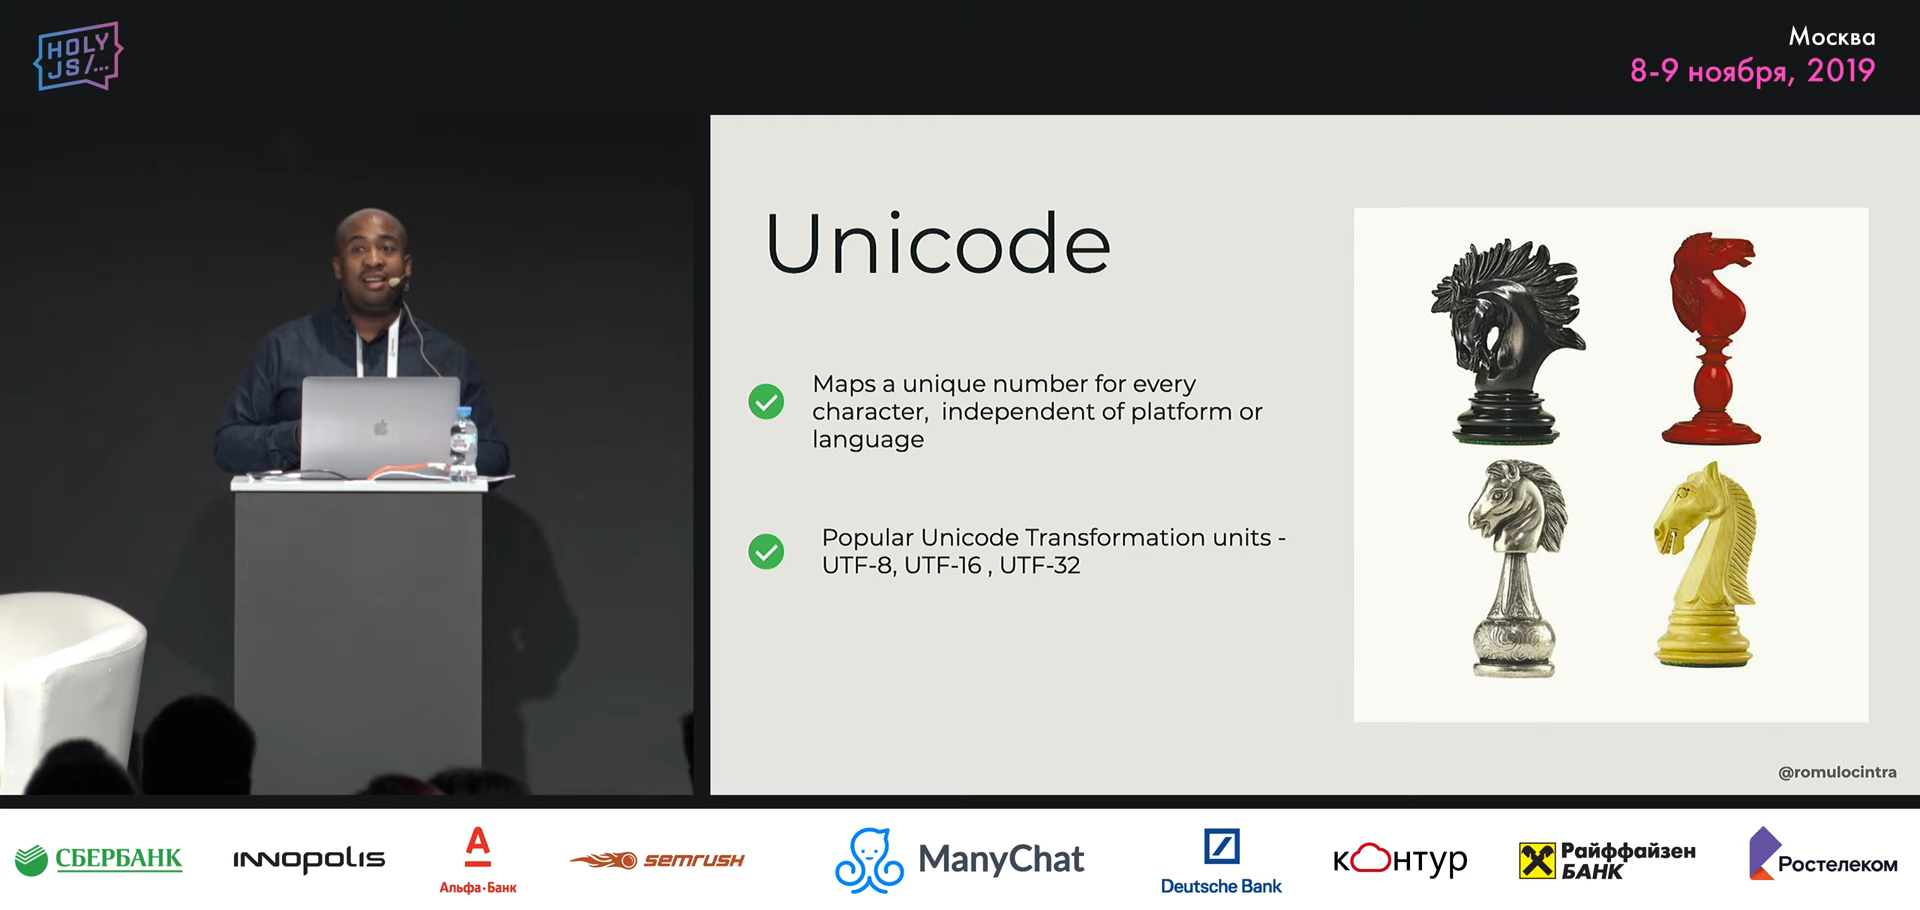 HOLY
JS/...
Москва
8-9 ноября, 2019
Unicode
Maps a unique number for every
character, independent of platform or
language
Popular Unicode Transformation units -
UTF-8, UTF-16 , UTF-32
@romulocintra
СБЕРБАНК
INNOPOLIS
Альфа·Банк
semrush
ManyChat
Deutsche Bank
кОнтур
Райффайзен
БАНК
Ростелеком